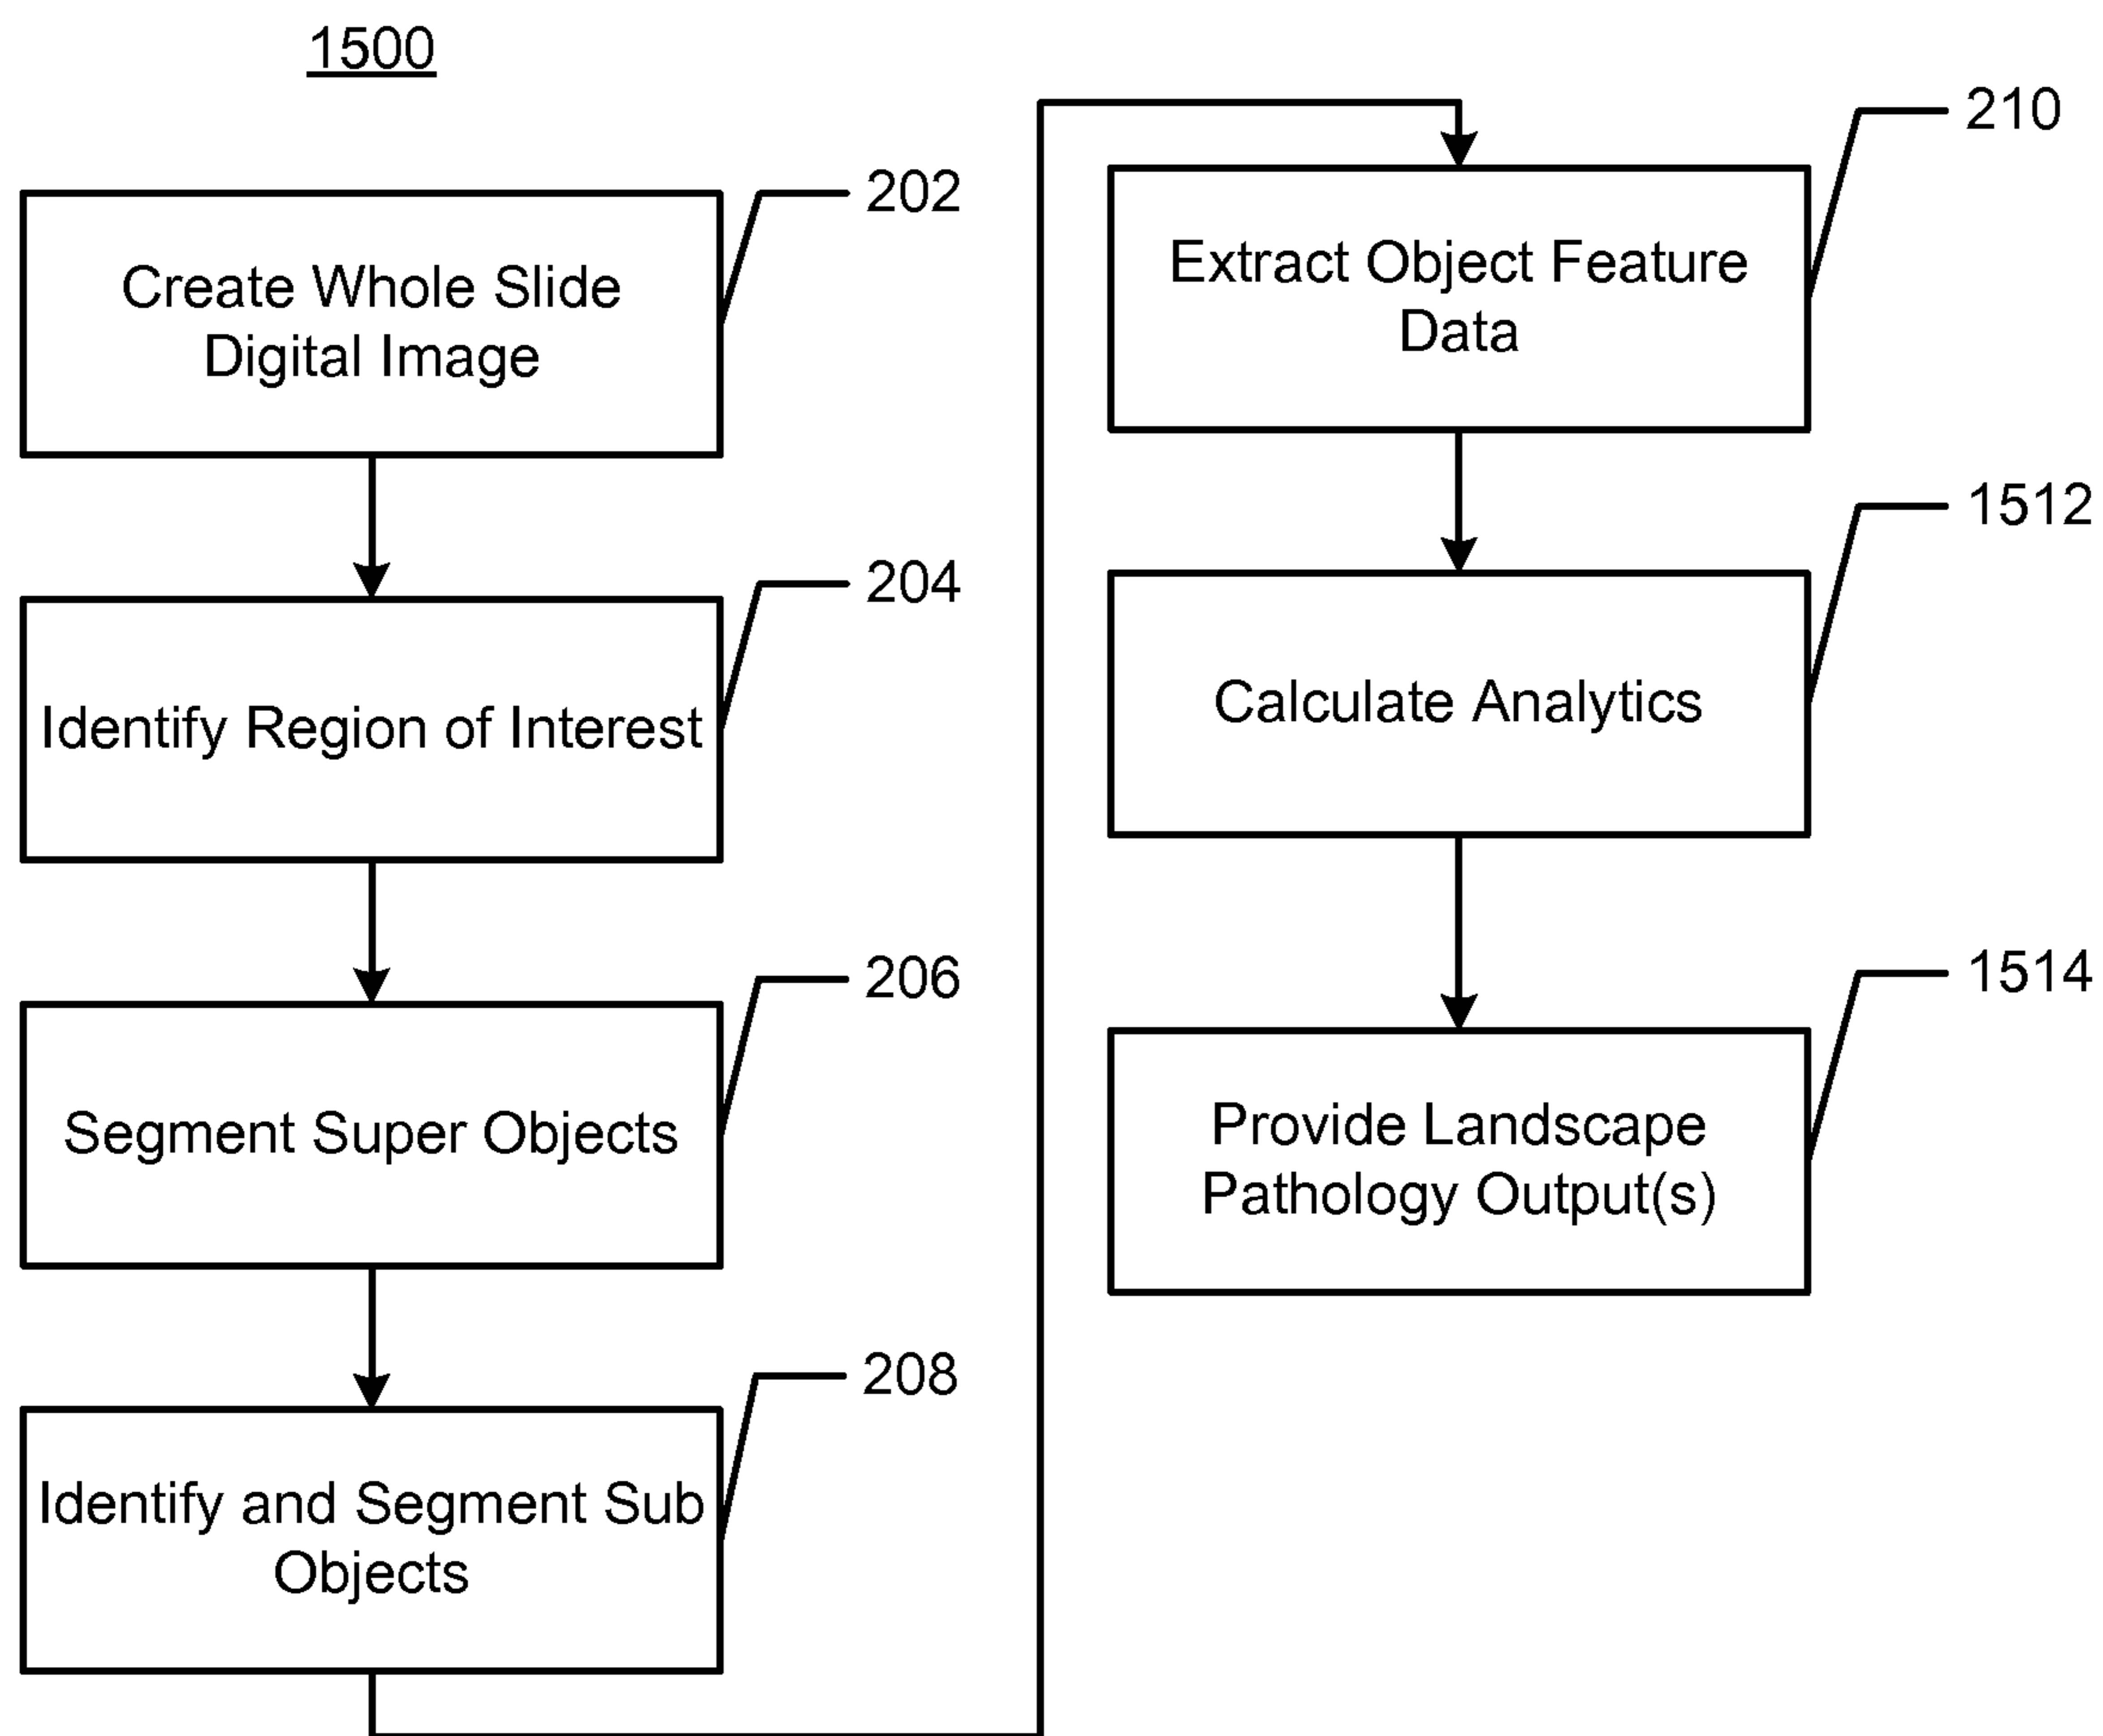 1500
202
Create Whole Slide
Digital Image
204
Identify Region of Interest
206
Segment Super Objects
208
Identify and Segment Sub
Objects
210
Extract Object Feature
Data
1512
Calculate Analytics
1514
Provide Landscape
Pathology Output(s)